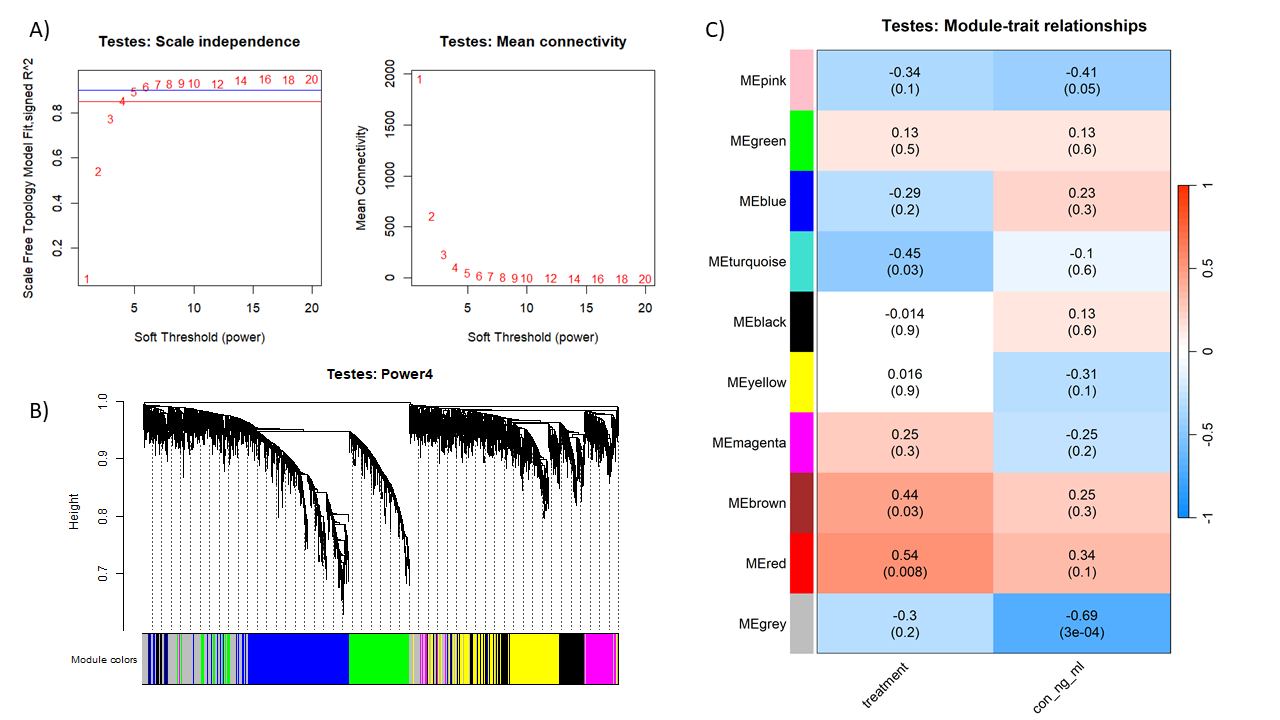 A)
Testes: Scale independence
Scale Free Topology Model Fit.signed R^2
0.2 0.4 0.6 0.8
1 2 3 4 5 6 7 8 9 10 12 14 16 18 20
5 10 15 20
Soft Threshold (power)
Testes: Mean connectivity
Mean Connectivity
0 500 1000 1500 2000
1 2 3 4 5 6 7 8 9 10 12 14 16 18 20
5 10 15 20
Soft Threshold (power)
B)
Testes: Power4
Height
0.7 0.8 0.9 1.0
Module colors
C)
Testes: Module-trait relationships
MEpink -0.34 -0.41
(0.1) (0.05)
MEgreen 0.13 0.13
(0.5) (0.6)
MEblue -0.29 0.23
(0.2) (0.3)
MEturquoise -0.45 -0.1
(0.03) (0.6)
MEblack -0.014 0.13
(0.9) (0.6)
MEyellow 0.016 -0.31
(0.9) (0.1)
MEmagenta 0.25 -0.25
(0.3) (0.2)
MEbrown 0.44 0.25
(0.03) (0.3)
MEred 0.54 0.34
(0.008) (0.1)
MEgrey -0.3 -0.69
(0.2) (3e-04)
treatment con_ng_ml
1
0.5
0
-0.5
-1